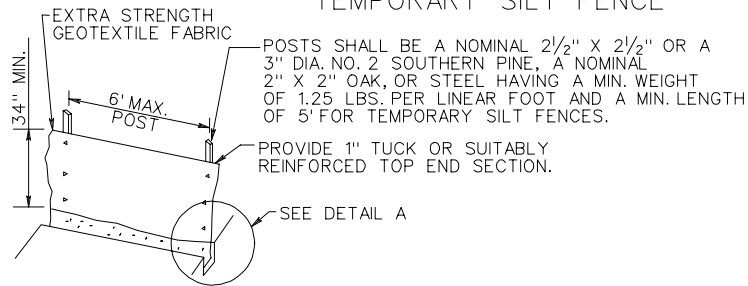 TEMPORARY SILT FENCE
EXTRA STRENGTH
GEOTEXTILE FABRIC
34" MIN.
6' MAX.
POST
POSTS SHALL BE A NOMINAL 2½" X 2½" OR A
3" DIA. NO. 2 SOUTHERN PINE, A NOMINAL
2" X 2" OAK, OR STEEL HAVING A MIN. WEIGHT
OF 1.25 LBS. PER LINEAR FOOT AND A MIN. LENGTH
OF 5' FOR TEMPORARY SILT FENCES.
PROVIDE 1" TUCK OR SUITABLY
REINFORCED TOP END SECTION.
SEE DETAIL A